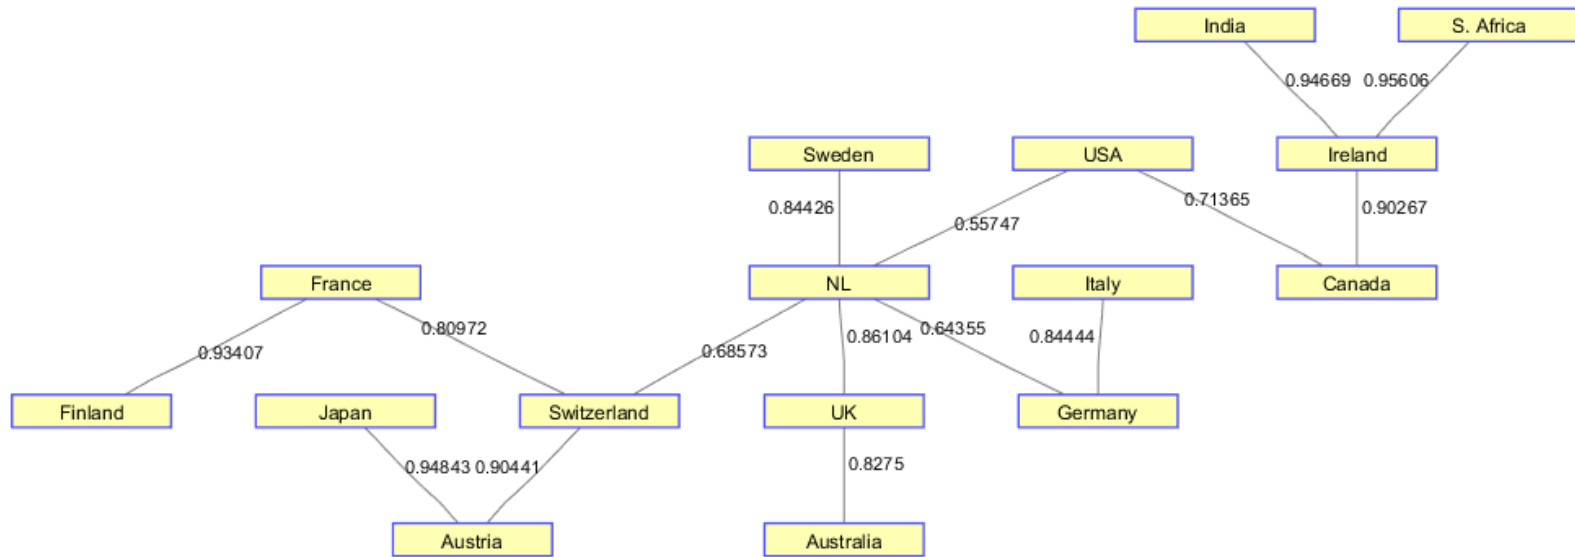 India
S. Africa
0.94669
0.95606
Sweden
USA
Ireland
0.84426
0.55747
0.71365
0.90267
France
NL
Italy
Canada
0.93407
0.80972
0.68573
0.86104
0.64355
0.84444
Finland
Japan
Switzerland
UK
Germany
0.94843
0.90441
0.8275
Austria
Australia